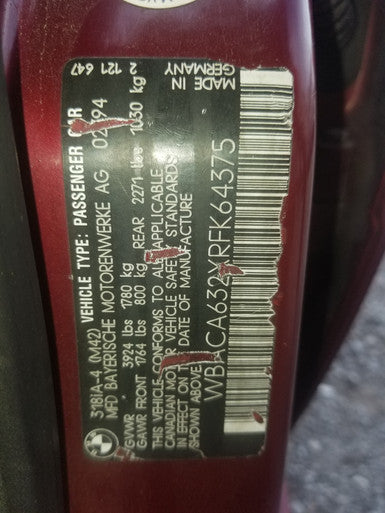 318iA-4 (M42) VEHICLE TYPE: PASSENGER CAR
MFD BAYERISCHE MOTORENWERKE AG 02/94
GVWR 3924 lbs 1780 kg
GAWR FRONT 1764 lbs 800 kg REAR 2271 lbs 1030 kg
THIS VEHICLE CONFORMS TO ALL APPLICABLE
CANADIAN MOTOR VEHICLE SAFETY STANDARDS
IN EFFECT ON THE DATE OF MANUFACTURE
SHOWN ABOVE
2 121 647
MADE IN
GERMANY